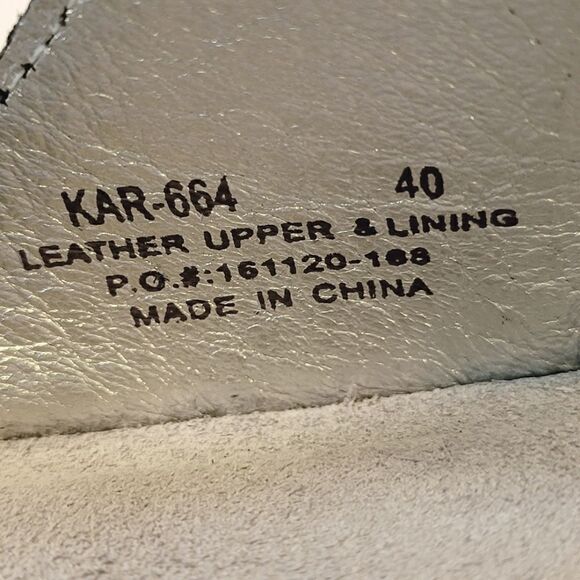 KAR-664 40
LEATHER UPPER & LINING
P.O.#:161120-168
MADE IN CHINA